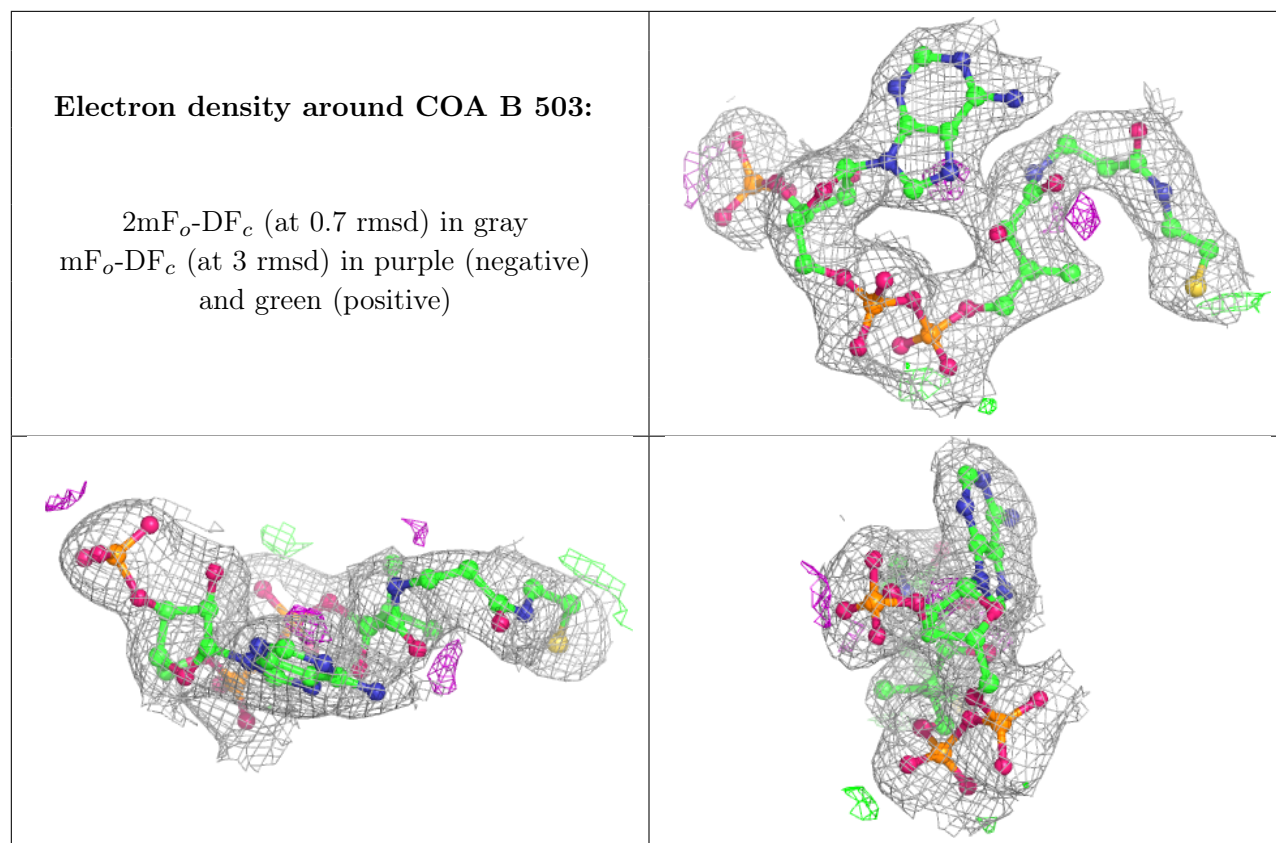 Electron density around COA B 503:
2mFₒ-DF𝒸 (at 0.7 rmsd) in gray
mFₒ-DF𝒸 (at 3 rmsd) in purple (negative)
and green (positive)